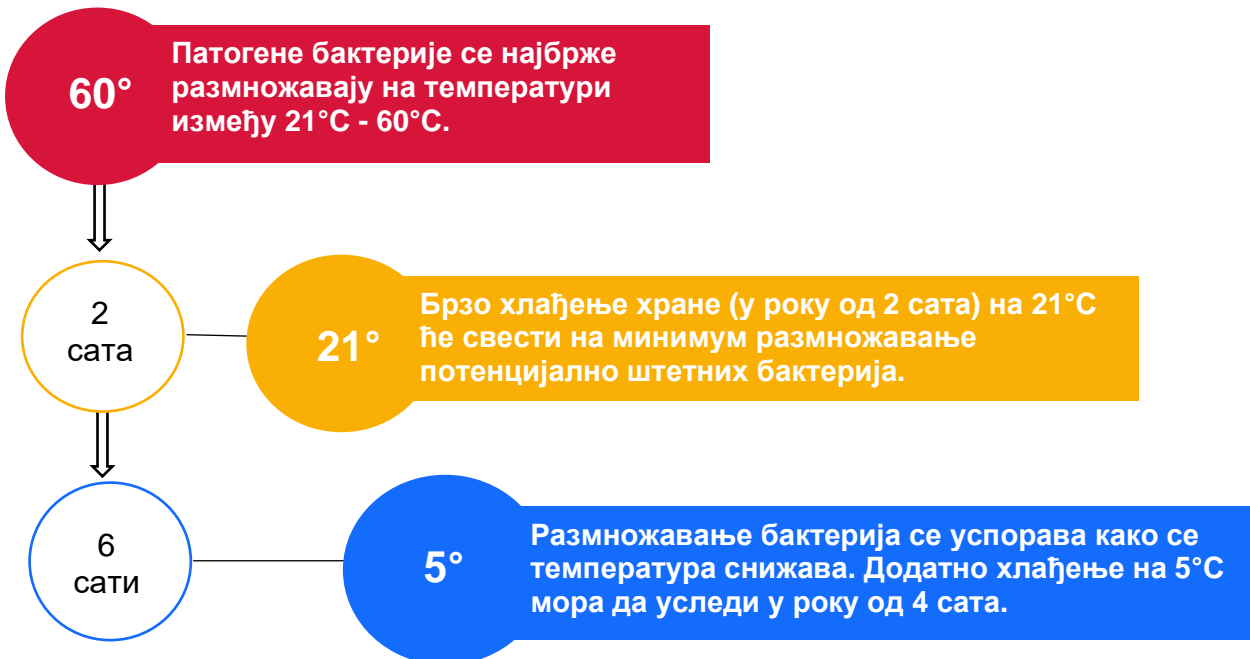 60°
Патогене бактерије се најбрже
размножавају на температури
између 21°C - 60°C.
2
сата
21°
Брзо хлађење хране (у року од 2 сата) на 21°C
ће свести на минимум размножавање
потенцијално штетних бактерија.
6
сати
5°
Размножавање бактерија се успорава како се
температура снижава. Додатно хлађење на 5°C
мора да уследи у року од 4 сата.